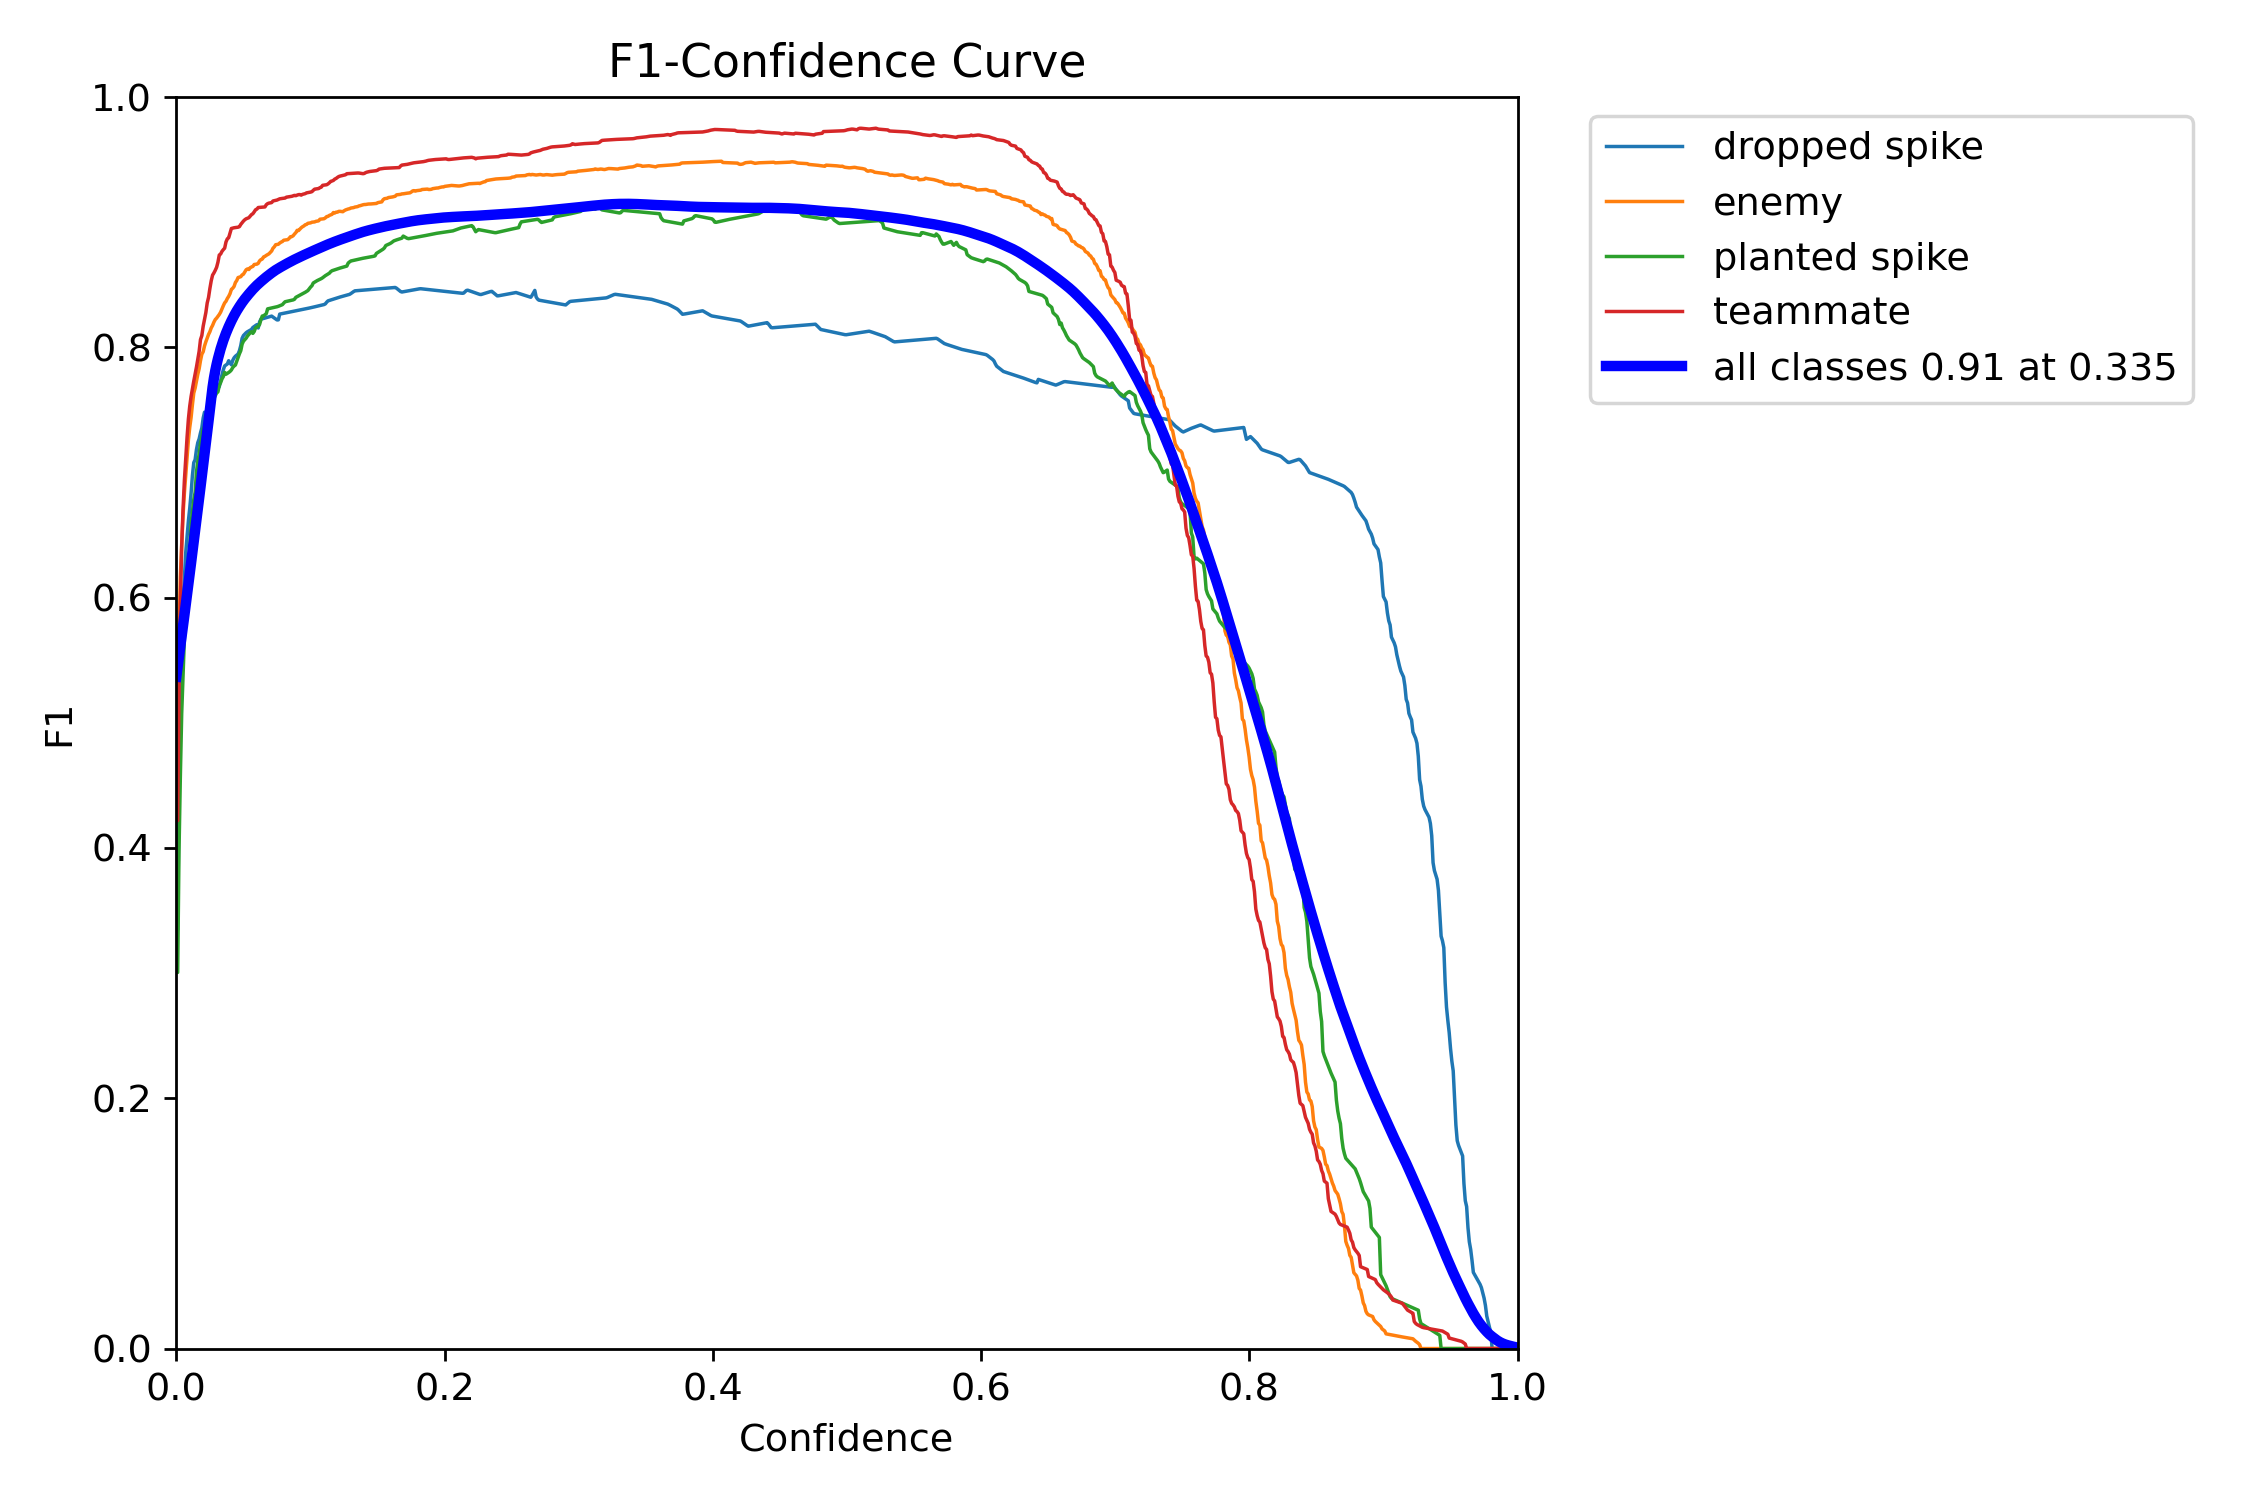 F1-Confidence Curve
1.0
0.8
0.6
0.4
0.2
0.0
F1
0.0 0.2 0.4 0.6 0.8 1.0
Confidence
dropped spike
enemy
planted spike
teammate
all classes 0.91 at 0.335